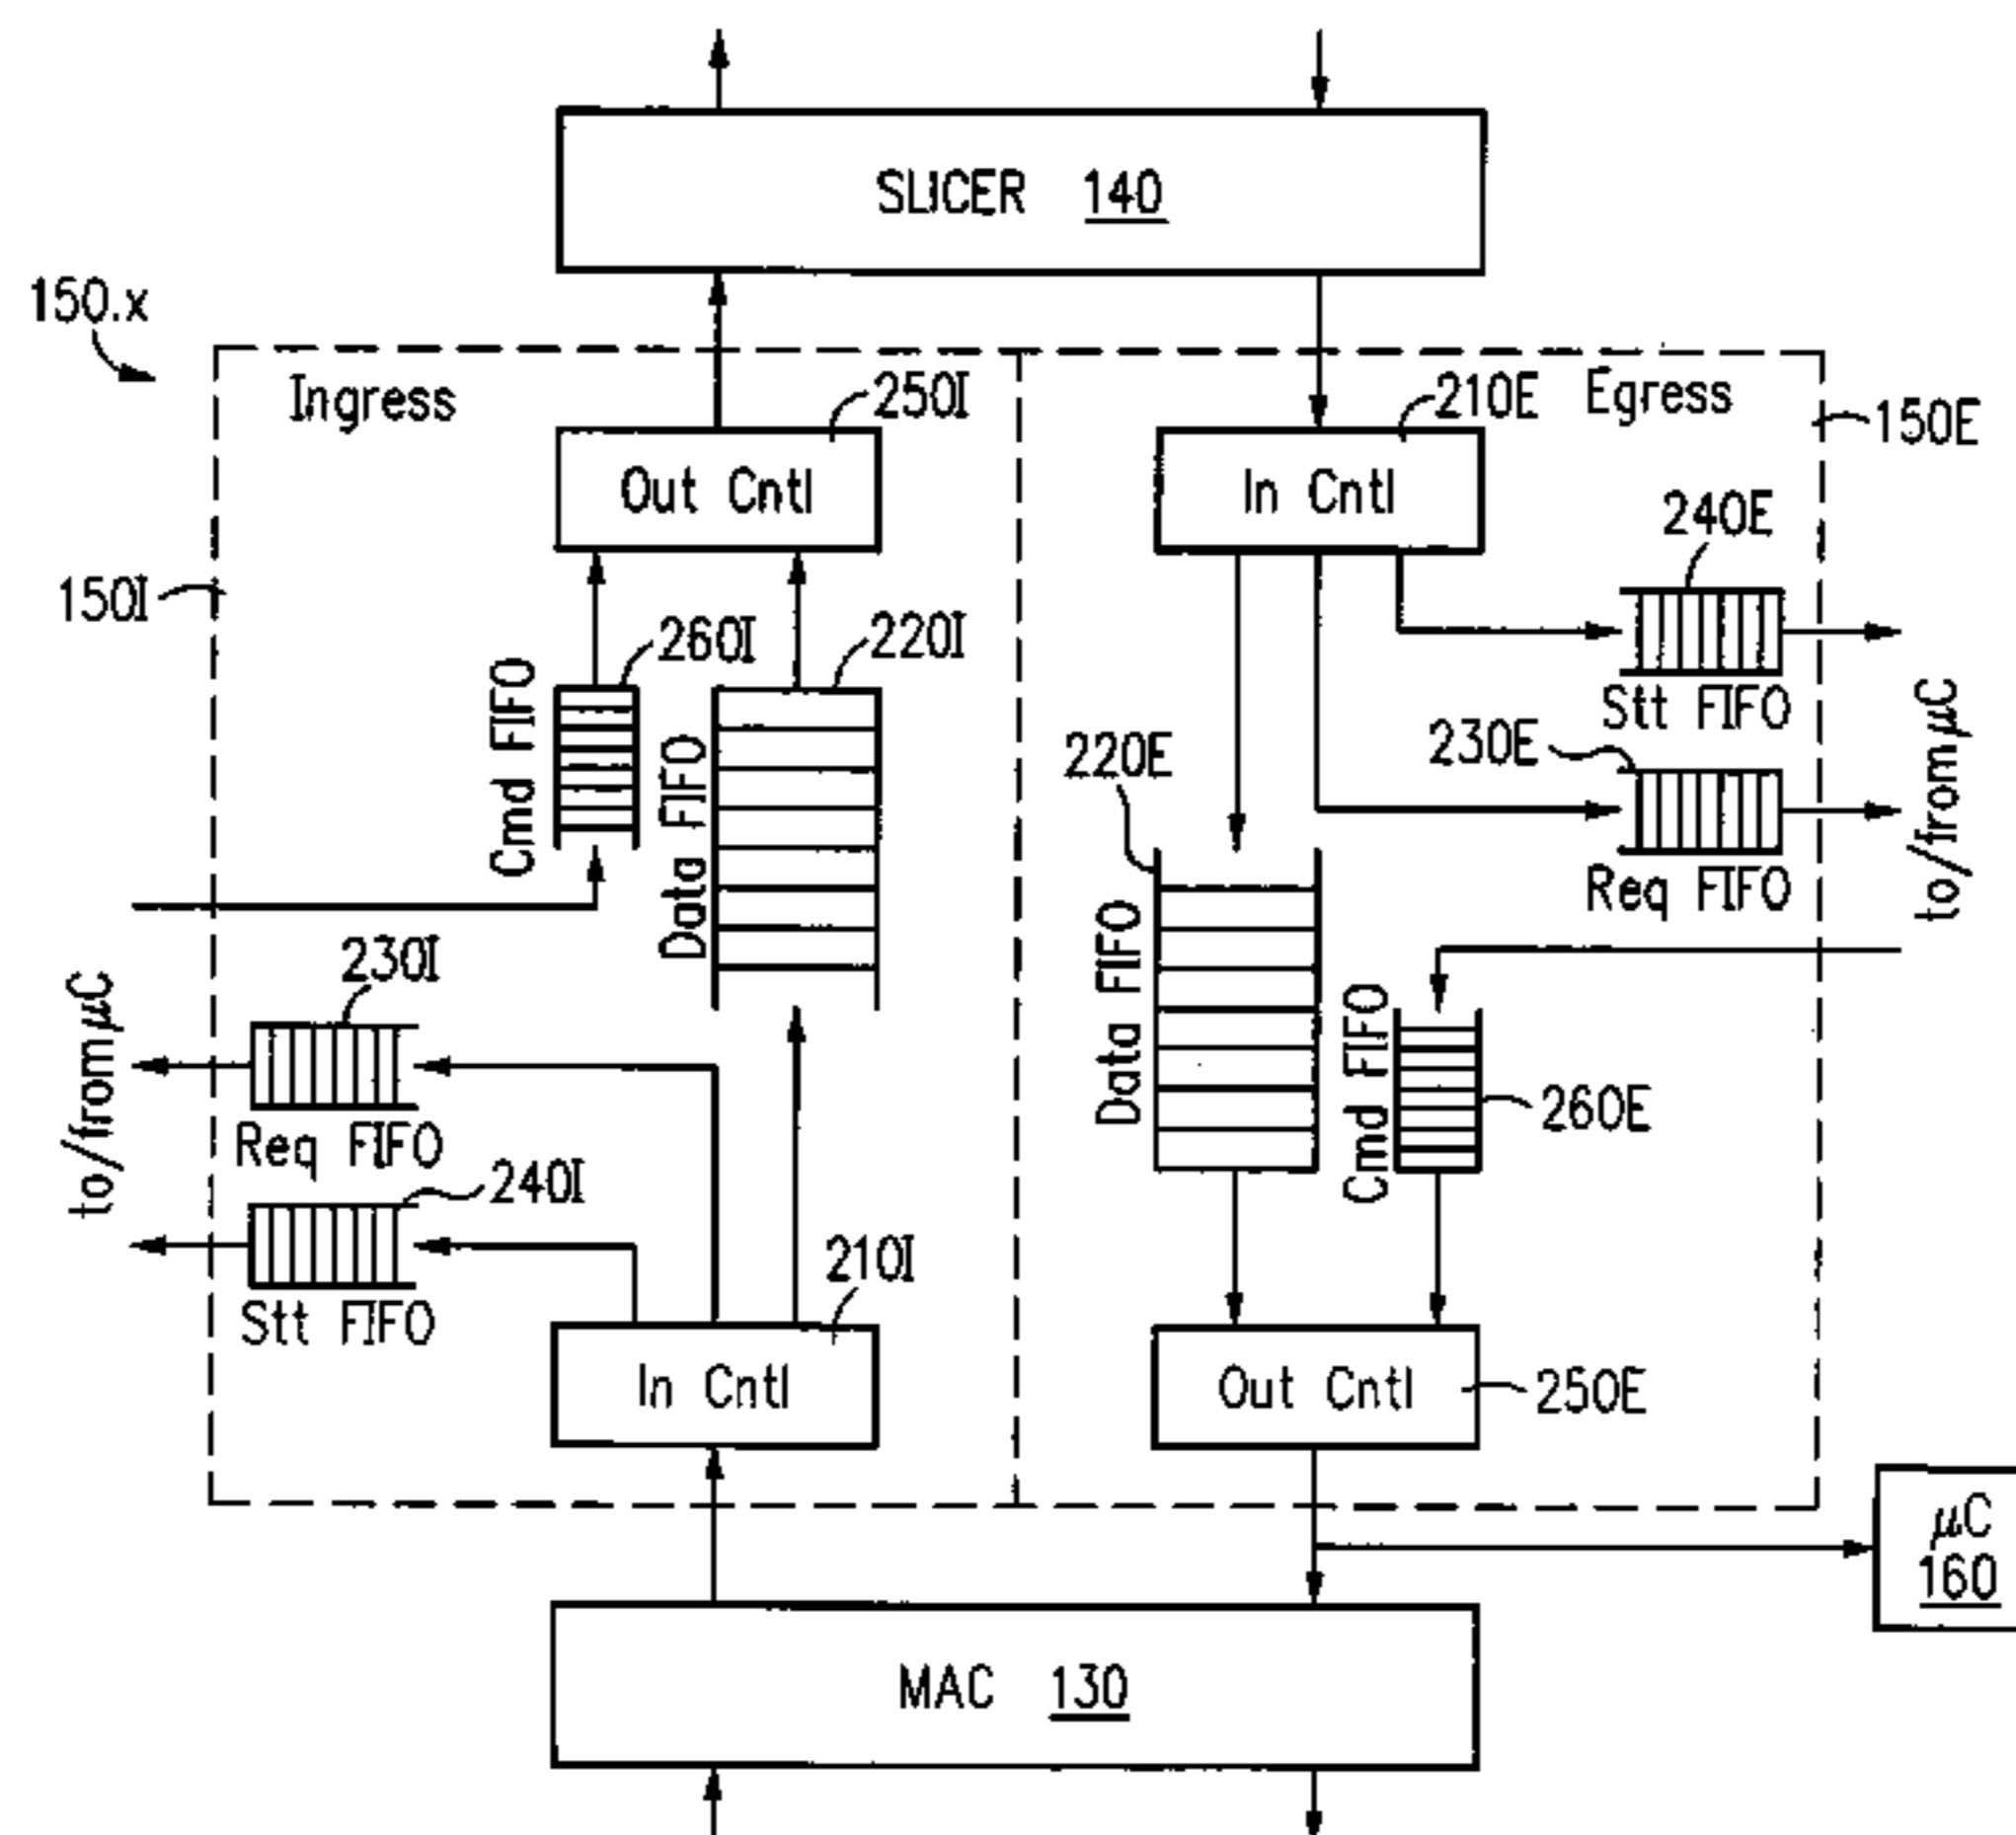 SLICER 140
150.x
Ingress
250I
Out Cntl
210E
Egress
150E
In Cntl
240E
150I
260I
220I
Cmd FIFO
Data FIFO
Stt FIFO
220E
230E
Req FIFO
to/from μC
230I
Req FIFO
to/from μC
240I
Stt FIFO
Data FIFO
Cmd FIFO
260E
210I
In Cntl
Out Cntl
250E
μC
160
MAC 130